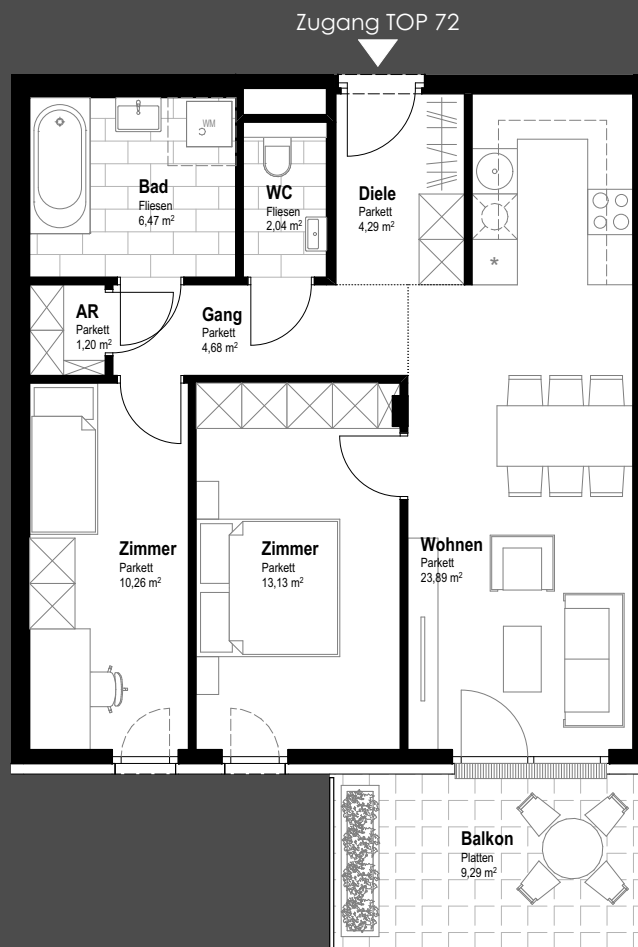 Zugang TOP 72
WM
Bad
Fliesen
6,47 m²
WC
Fliesen
2,04 m²
Diele
Parkett
4,29 m²
*
AR
Parkett
1,20 m²
Gang
Parkett
4,68 m²
Zimmer
Parkett
10,26 m²
Zimmer
Parkett
13,13 m²
Wohnen
Parkett
23,89 m²
Balkon
Platten
9,29 m²